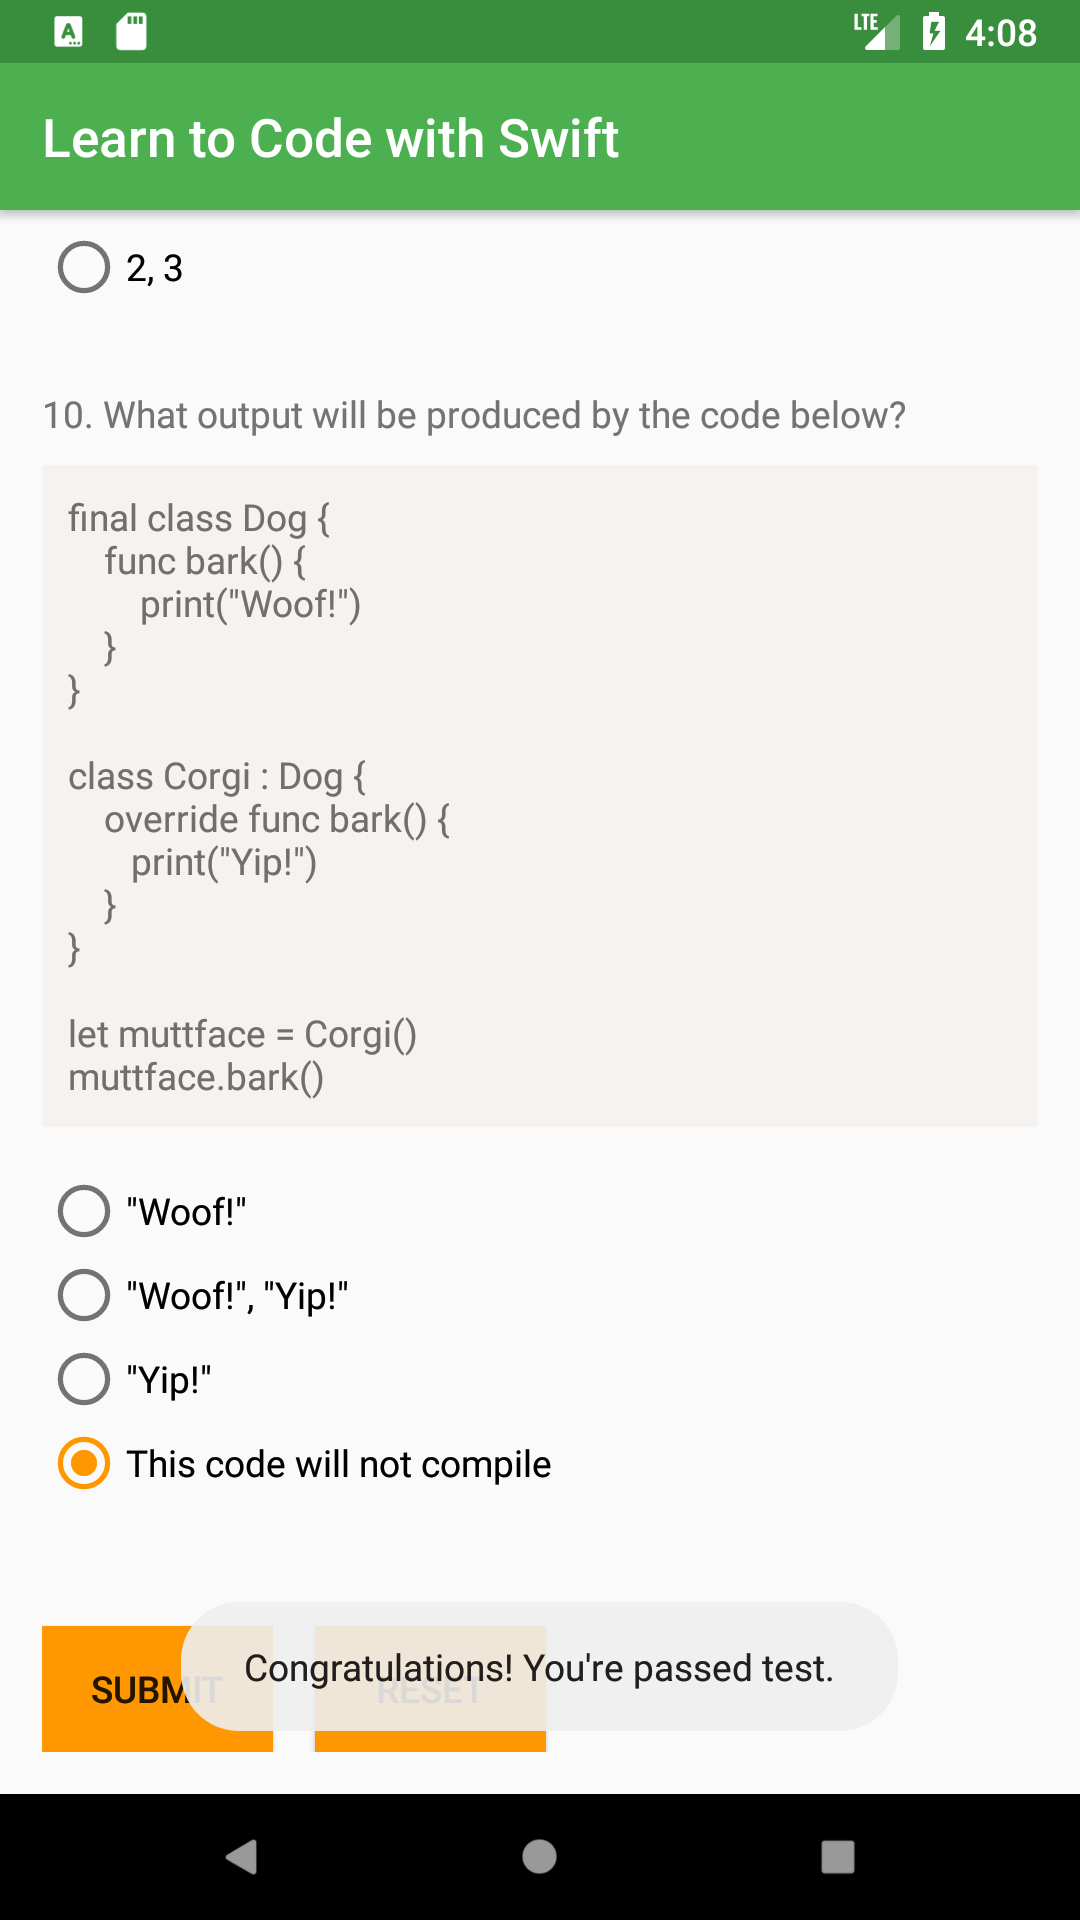 LTE 4:08
Learn to Code with Swift
2, 3
10. What output will be produced by the code below?
final class Dog {
    func bark() {
        print("Woof!")
    }
}

class Corgi : Dog {
    override func bark() {
       print("Yip!")
    }
}

let muttface = Corgi()
muttface.bark()
"Woof!"
"Woof!", "Yip!"
"Yip!"
This code will not compile
SUBMIT RESET
Congratulations! You're passed test.